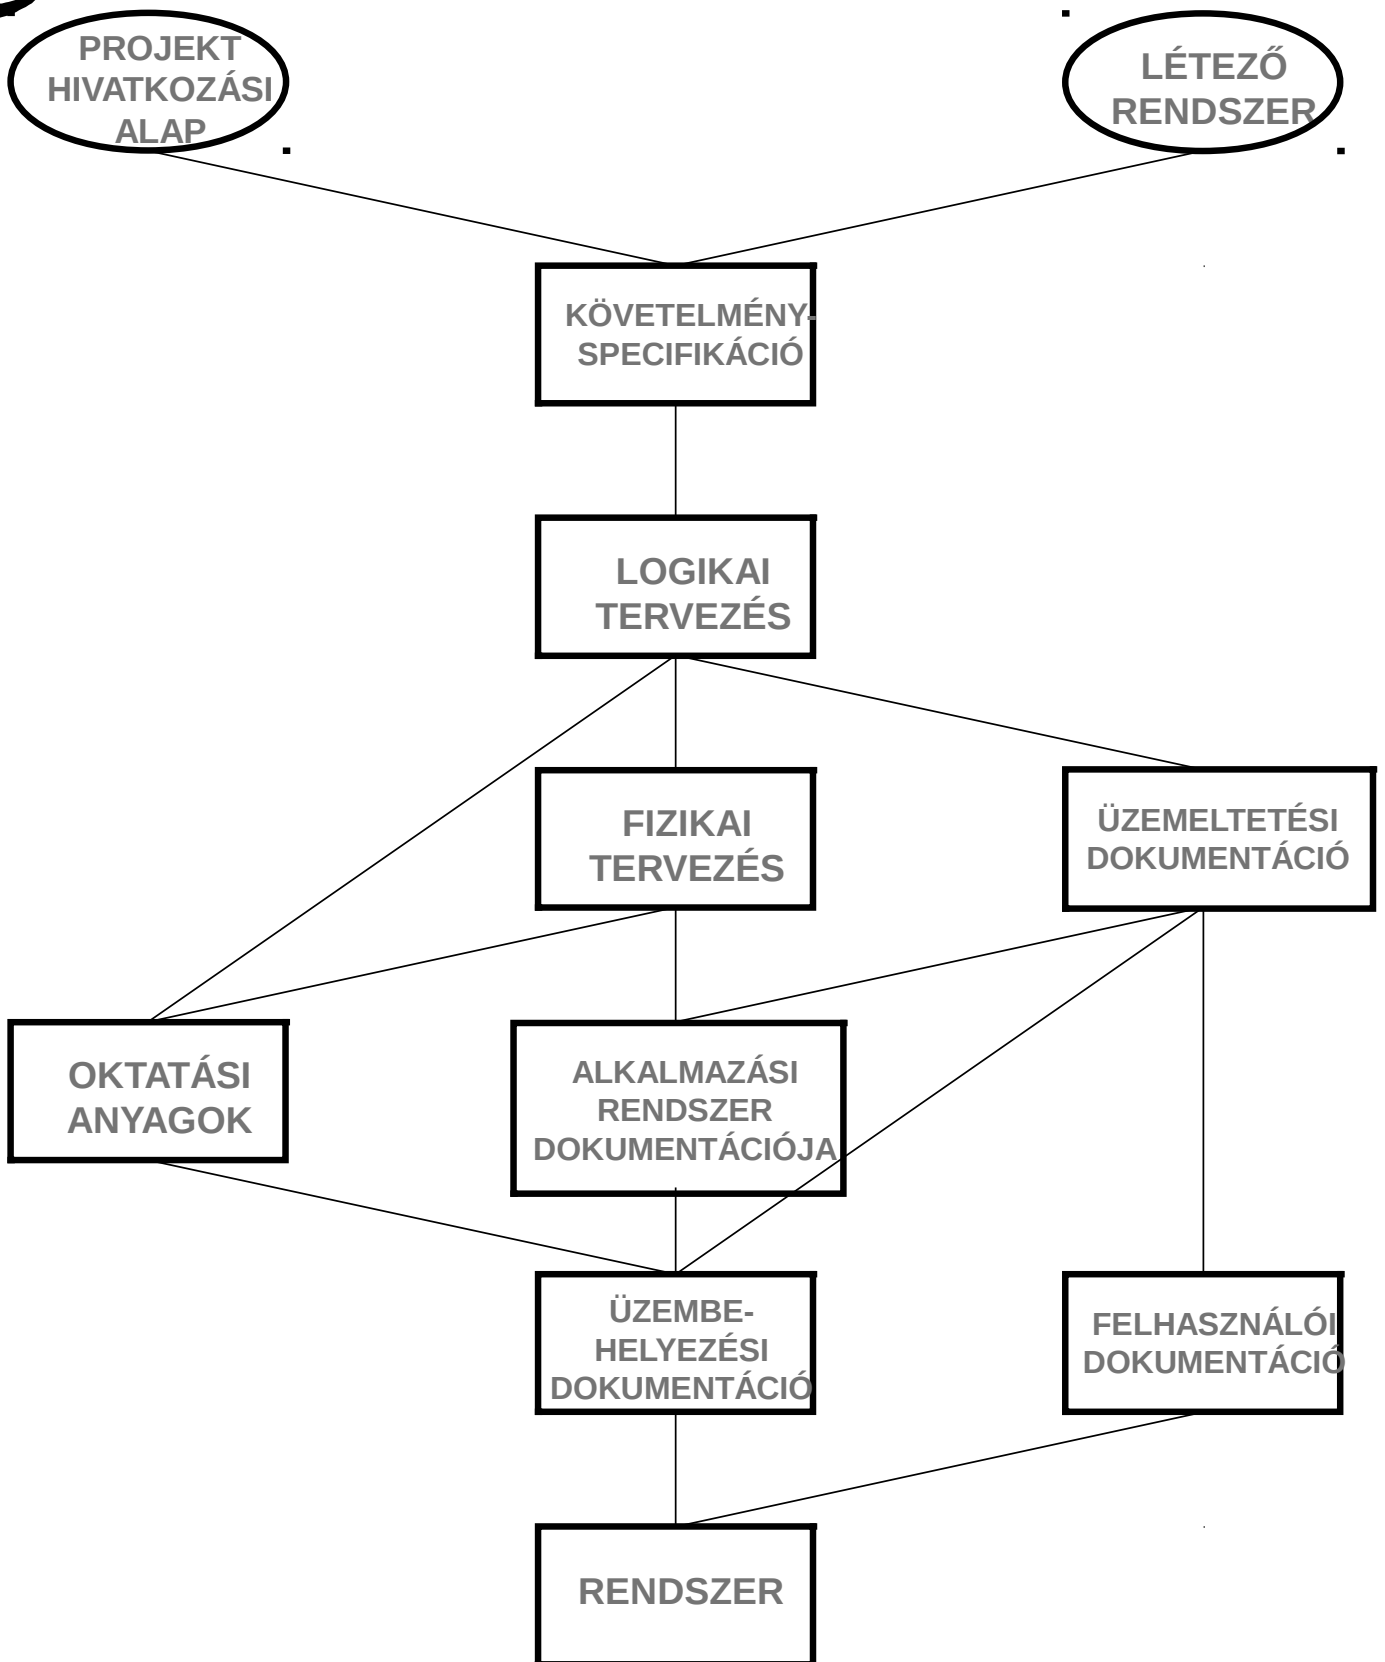 PROJEKT
HIVATKOZÁSI
ALAP
LÉTEZŐ
RENDSZER
KÖVETELMÉNY-
SPECIFIKÁCIÓ
LOGIKAI
TERVEZÉS
FIZIKAI
TERVEZÉS
ÜZEMELTETÉSI
DOKUMENTÁCIÓ
OKTATÁSI
ANYAGOK
ALKALMAZÁSI
RENDSZER
DOKUMENTÁCIÓJA
ÜZEMBE-
HELYEZÉSI
DOKUMENTÁCIÓ
FELHASZNÁLÓI
DOKUMENTÁCIÓ
RENDSZER